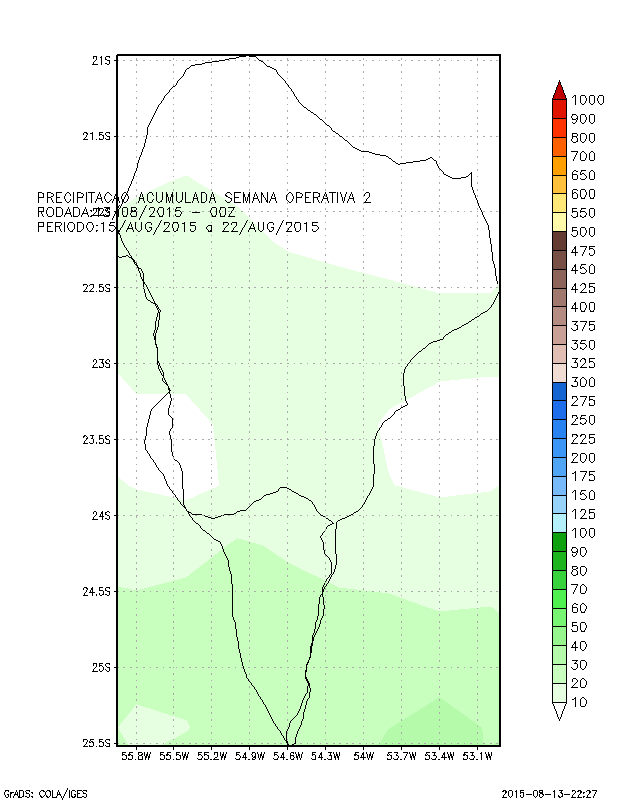 21S
21.5S
PRECIPITACAO ACUMULADA SEMANA OPERATIVA 2
RODADA:13/08/2015 - 00Z
PERIODO:15/AUG/2015 a 22/AUG/2015
22S
22.5S
23S
23.5S
24S
24.5S
25S
25.5S
55.8W 55.5W 55.2W 54.9W 54.6W 54.3W 54W 53.7W 53.4W 53.1W
1000
900
800
700
650
600
550
500
475
450
425
400
375
350
325
300
275
250
225
200
175
150
125
100
90
80
70
60
50
40
30
20
10
GrADS: COLA/IGES
2015-08-13-22:27